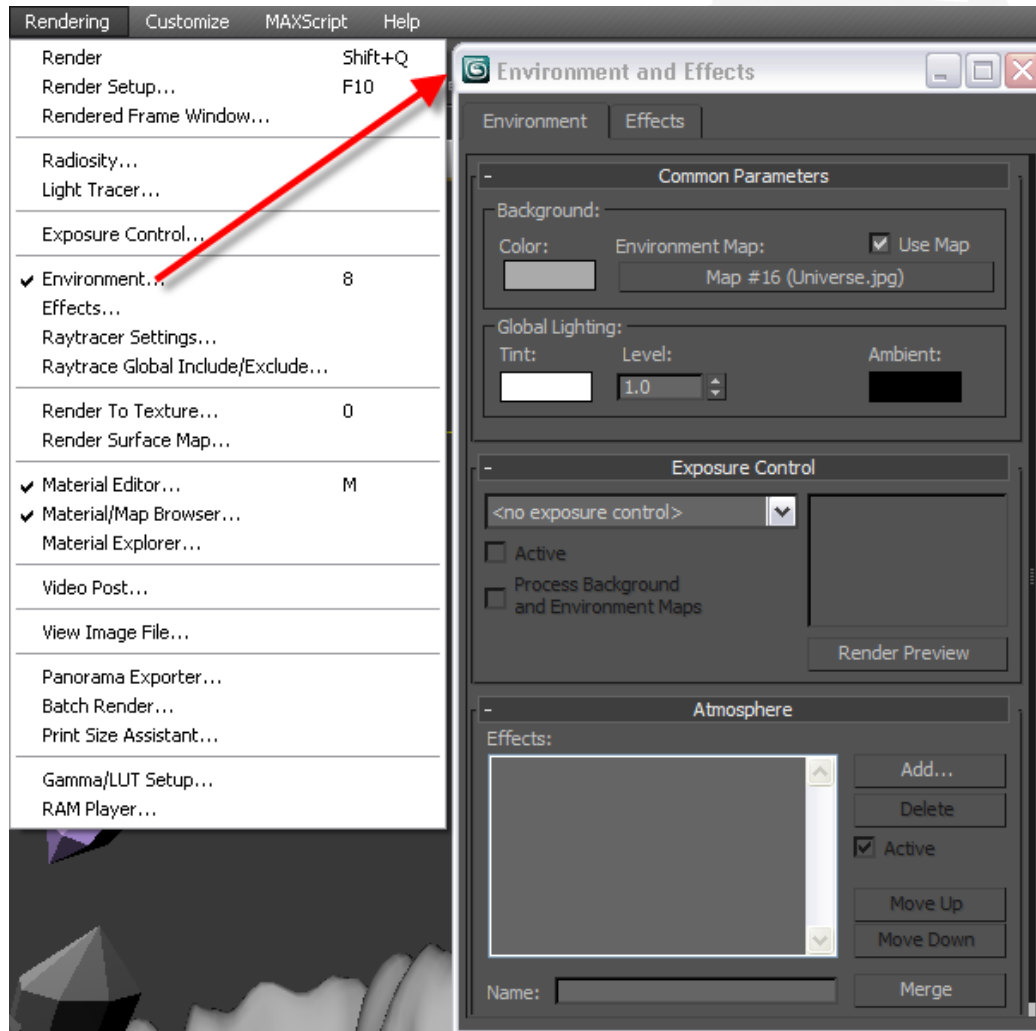 Rendering Customize MAXScript Help
Render Shift+Q
Render Setup... F10
Rendered Frame Window...
Radiosity...
Light Tracer...
Exposure Control...
Environment... 8
Effects...
Raytracer Settings...
Raytrace Global Include/Exclude...
Render To Texture... 0
Render Surface Map...
Material Editor... M
Material/Map Browser...
Material Explorer...
Video Post...
View Image File...
Panorama Exporter...
Batch Render...
Print Size Assistant...
Gamma/LUT Setup...
RAM Player...
Environment and Effects
Environment Effects
- Common Parameters
Background:
Color: Environment Map: Use Map
Map #16 (Universe.jpg)
Global Lighting:
Tint: Level: Ambient:
1.0
- Exposure Control
<no exposure control>
Active
Process Background
and Environment Maps
Render Preview
- Atmosphere
Effects:
Add...
Delete
Active
Move Up
Move Down
Name: Merge